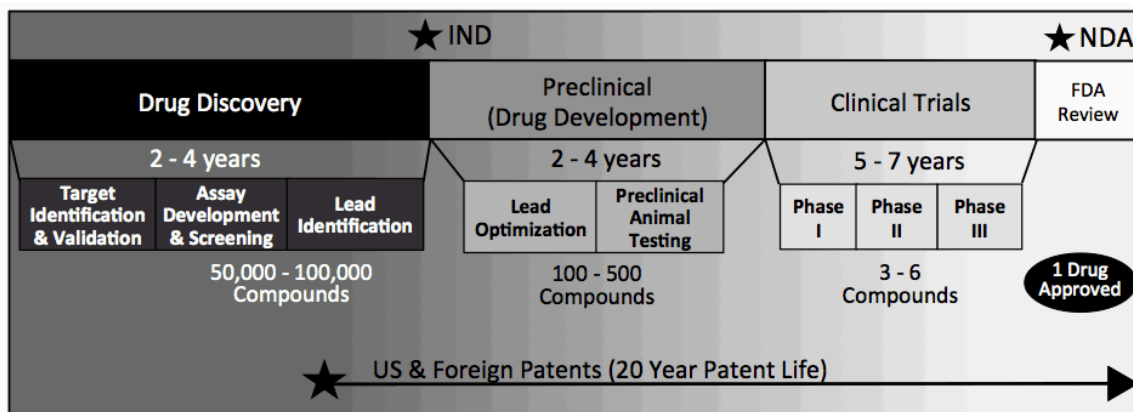 ★ IND
★ NDA
Drug Discovery
Preclinical
(Drug Development)
Clinical Trials
FDA
Review
2 - 4 years
2 - 4 years
5 - 7 years
Target
Identification
& Validation
Assay
Development
& Screening
Lead
Identification
Lead
Optimization
Preclinical
Animal
Testing
Phase
I
Phase
II
Phase
III
50,000 - 100,000
Compounds
100 - 500
Compounds
3 - 6
Compounds
1 Drug
Approved
US & Foreign Patents (20 Year Patent Life)